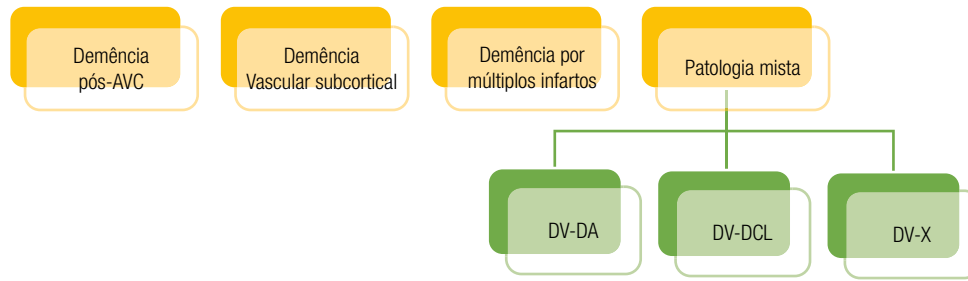 Demência
pós-AVC
Demência
Vascular subcortical
Demência por
múltiplos infartos
Patologia mista
DV-DA
DV-DCL
DV-X